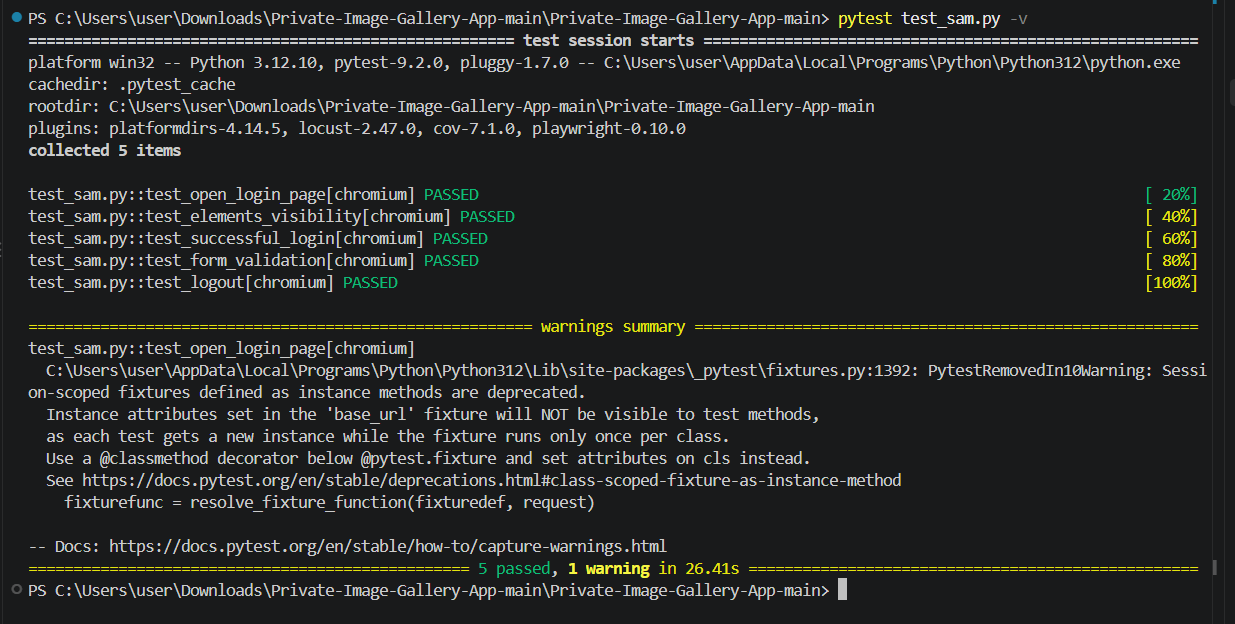 PS C:\Users\user\Downloads\Private-Image-Gallery-App-main\Private-Image-Gallery-App-main> pytest test_sam.py -v
====================================================== test session starts =======================================================
platform win32 -- Python 3.12.10, pytest-9.2.0, pluggy-1.7.0 -- C:\Users\user\AppData\Local\Programs\Python\Python312\python.exe
cachedir: .pytest_cache
rootdir: C:\Users\user\Downloads\Private-Image-Gallery-App-main\Private-Image-Gallery-App-main
plugins: platformdirs-4.14.5, locust-2.47.0, cov-7.1.0, playwright-0.10.0
collected 5 items
test_sam.py::test_open_login_page[chromium] PASSED [ 20%]
test_sam.py::test_elements_visibility[chromium] PASSED [ 40%]
test_sam.py::test_successful_login[chromium] PASSED [ 60%]
test_sam.py::test_form_validation[chromium] PASSED [ 80%]
test_sam.py::test_logout[chromium] PASSED [100%]
======================================================== warnings summary ========================================================
test_sam.py::test_open_login_page[chromium]
C:\Users\user\AppData\Local\Programs\Python\Python312\Lib\site-packages\_pytest\fixtures.py:1392: PytestRemovedIn10Warning: Sessi
on-scoped fixtures defined as instance methods are deprecated.
Instance attributes set in the 'base_url' fixture will NOT be visible to test methods,
as each test gets a new instance while the fixture runs only once per class.
Use a @classmethod decorator below @pytest.fixture and set attributes on cls instead.
See https://docs.pytest.org/en/stable/deprecations.html#class-scoped-fixture-as-instance-method
fixturefunc = resolve_fixture_function(fixturedef, request)
-- Docs: https://docs.pytest.org/en/stable/how-to/capture-warnings.html
================================================= 5 passed, 1 warning in 26.41s ==================================================
PS C:\Users\user\Downloads\Private-Image-Gallery-App-main\Private-Image-Gallery-App-main>